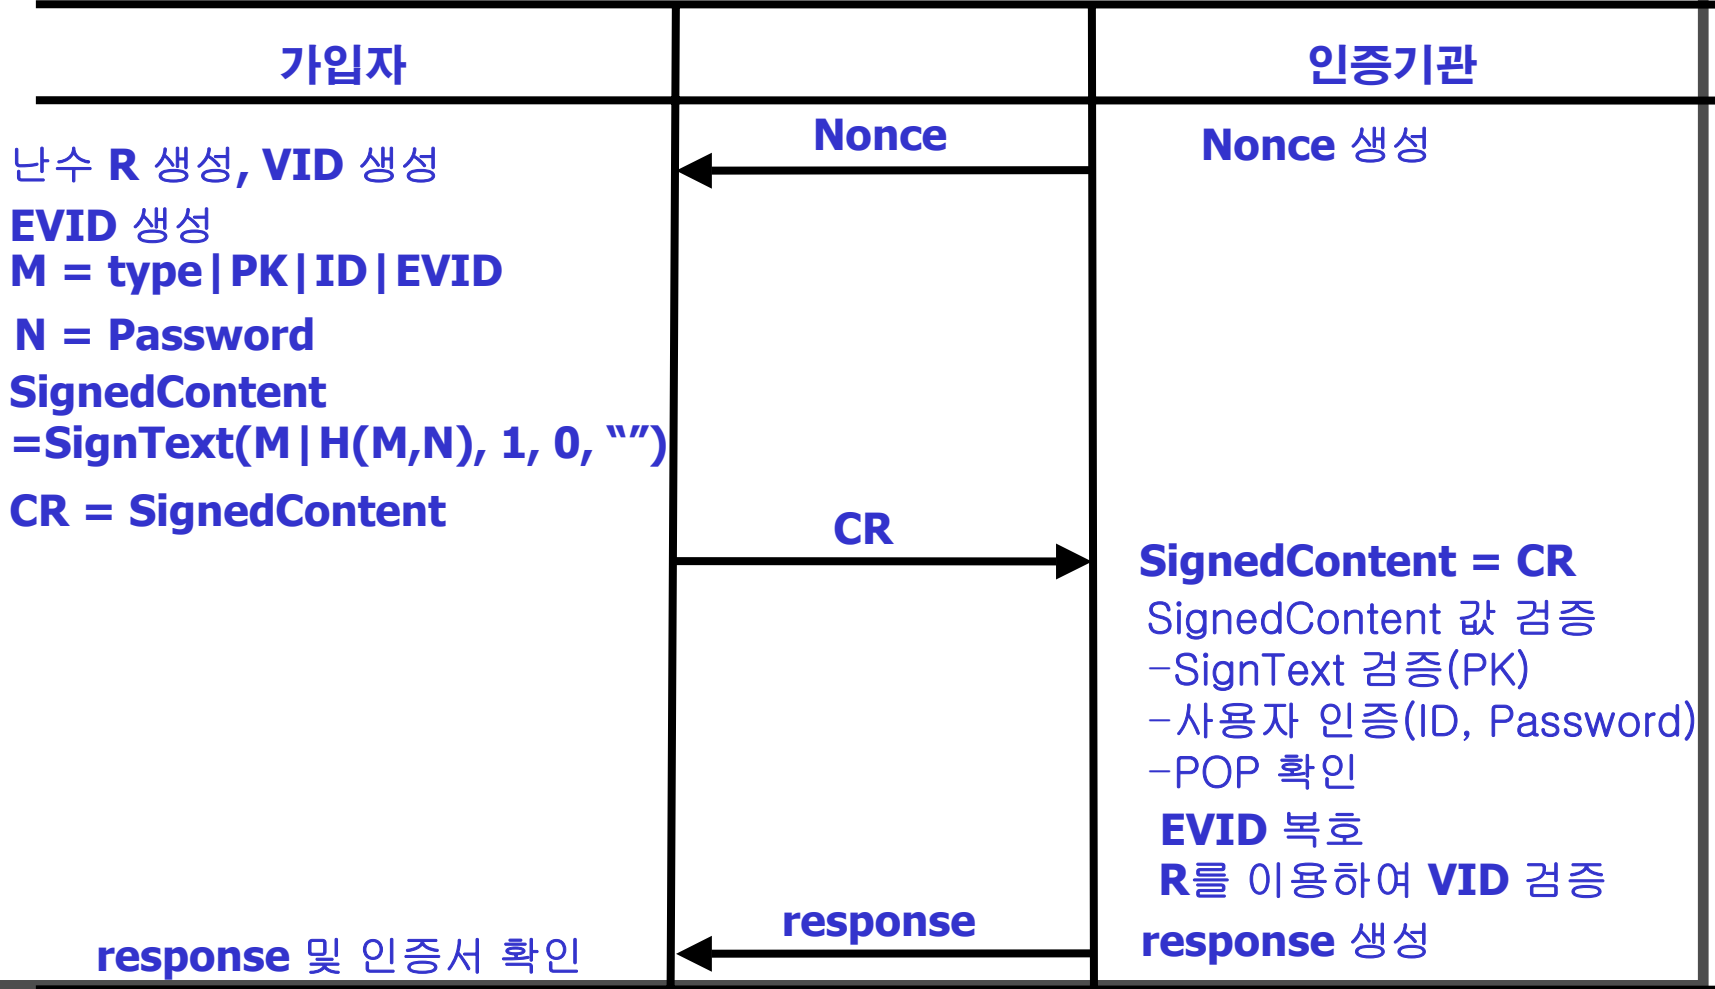 가입자
인증기관
Nonce
Nonce 생성
난수 R 생성, VID 생성
EVID 생성
M = type|PK|ID|EVID
N = Password
SignedContent
=SignText(M|H(M,N), 1, 0, “”)
CR = SignedContent
CR
SignedContent = CR
SignedContent 값 검증
-SignText 검증(PK)
-사용자 인증(ID, Password)
-POP 확인
EVID 복호
R를 이용하여 VID 검증
response
response 생성
response 및 인증서 확인